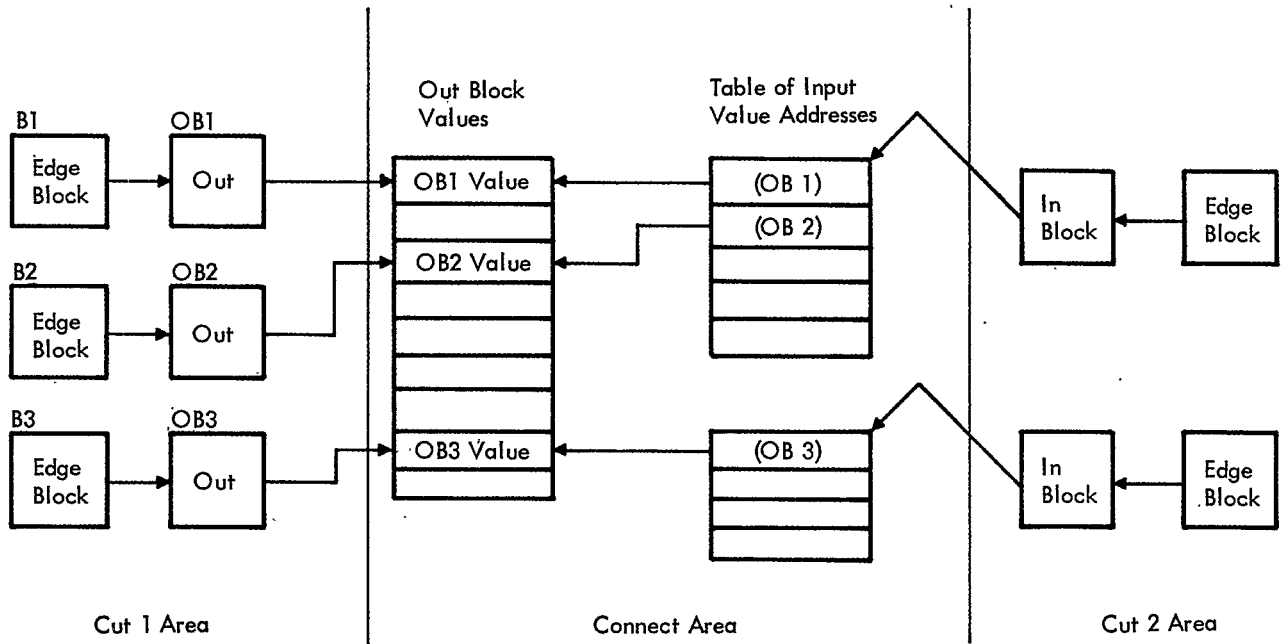 Out Block
Values
Table of Input
Value Addresses
B1
OB1
Edge
Block
Out
OB1 Value
(OB 1)
In
Block
Edge
Block
(OB 2)
B2
OB2
OB2 Value
Edge
Block
Out
B3
OB3
Edge
Block
Out
OB3 Value
(OB 3)
In
Block
Edge
Block
Cut 1 Area
Connect Area
Cut 2 Area